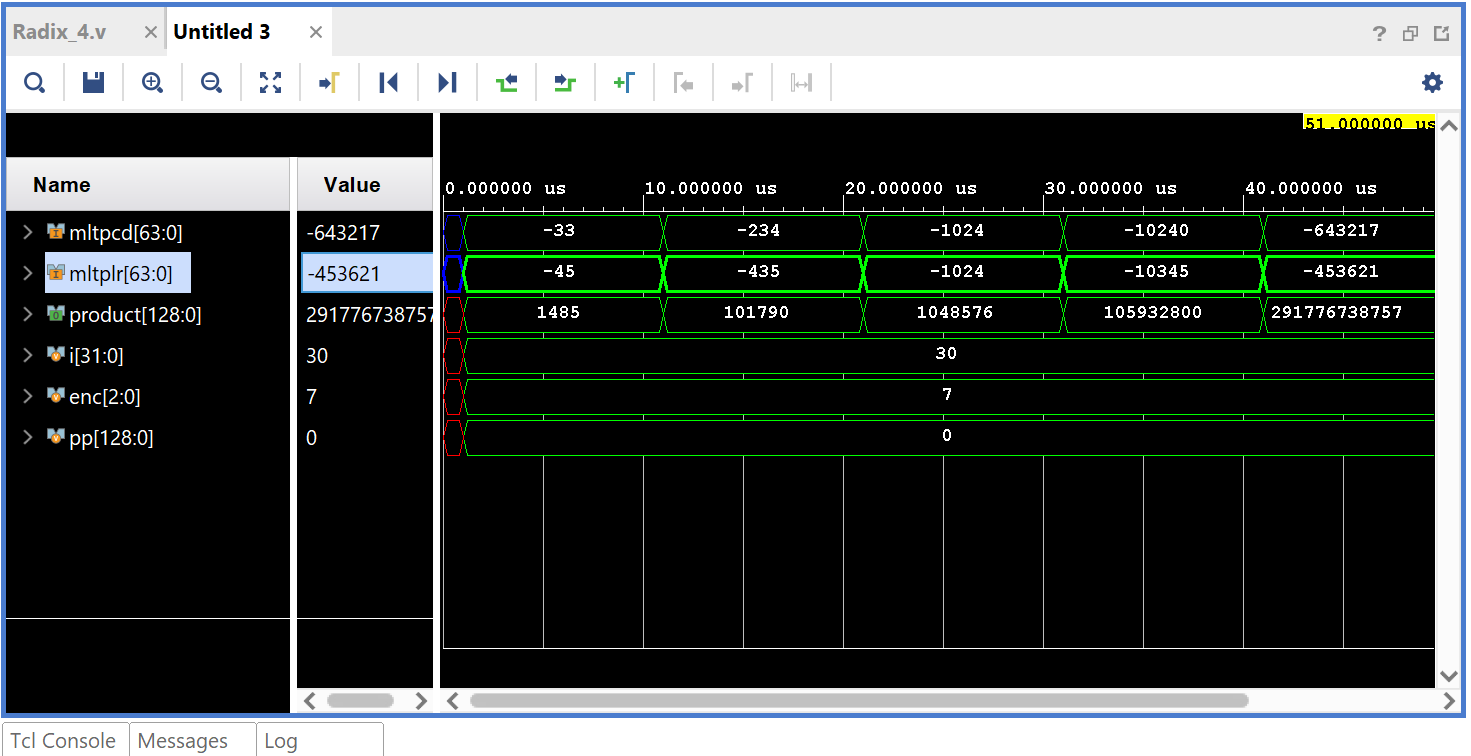 Radix_4.v Untitled 3
51.000000 us
Name Value
0.000000 us 10.000000 us 20.000000 us 30.000000 us 40.000000 us
mltpcd[63:0] -643217 -33 -234 -1024 -10240 -643217
mltplr[63:0] -453621 -45 -435 -1024 -10345 -453621
product[128:0]291776738757 1485 101790 1048576 105932800 291776738757
i[31:0] 30 30
enc[2:0] 7 7
pp[128:0] 0 0
Tcl Console Messages Log